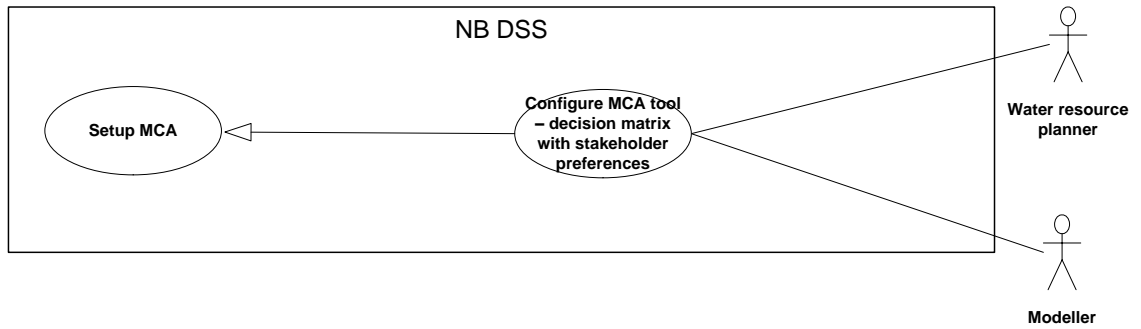 NB DSS
Setup MCA
Configure MCA tool
– decision matrix
with stakeholder
preferences
Water resource
planner
Modeller